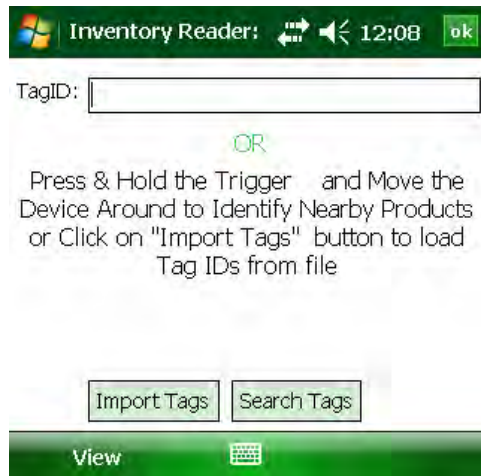 Inventory Reader: 12:08 ok
TagID:
OR
Press & Hold the Trigger and Move the
Device Around to Identify Nearby Products
or Click on "Import Tags" button to load
Tag IDs from file
Import Tags Search Tags
View